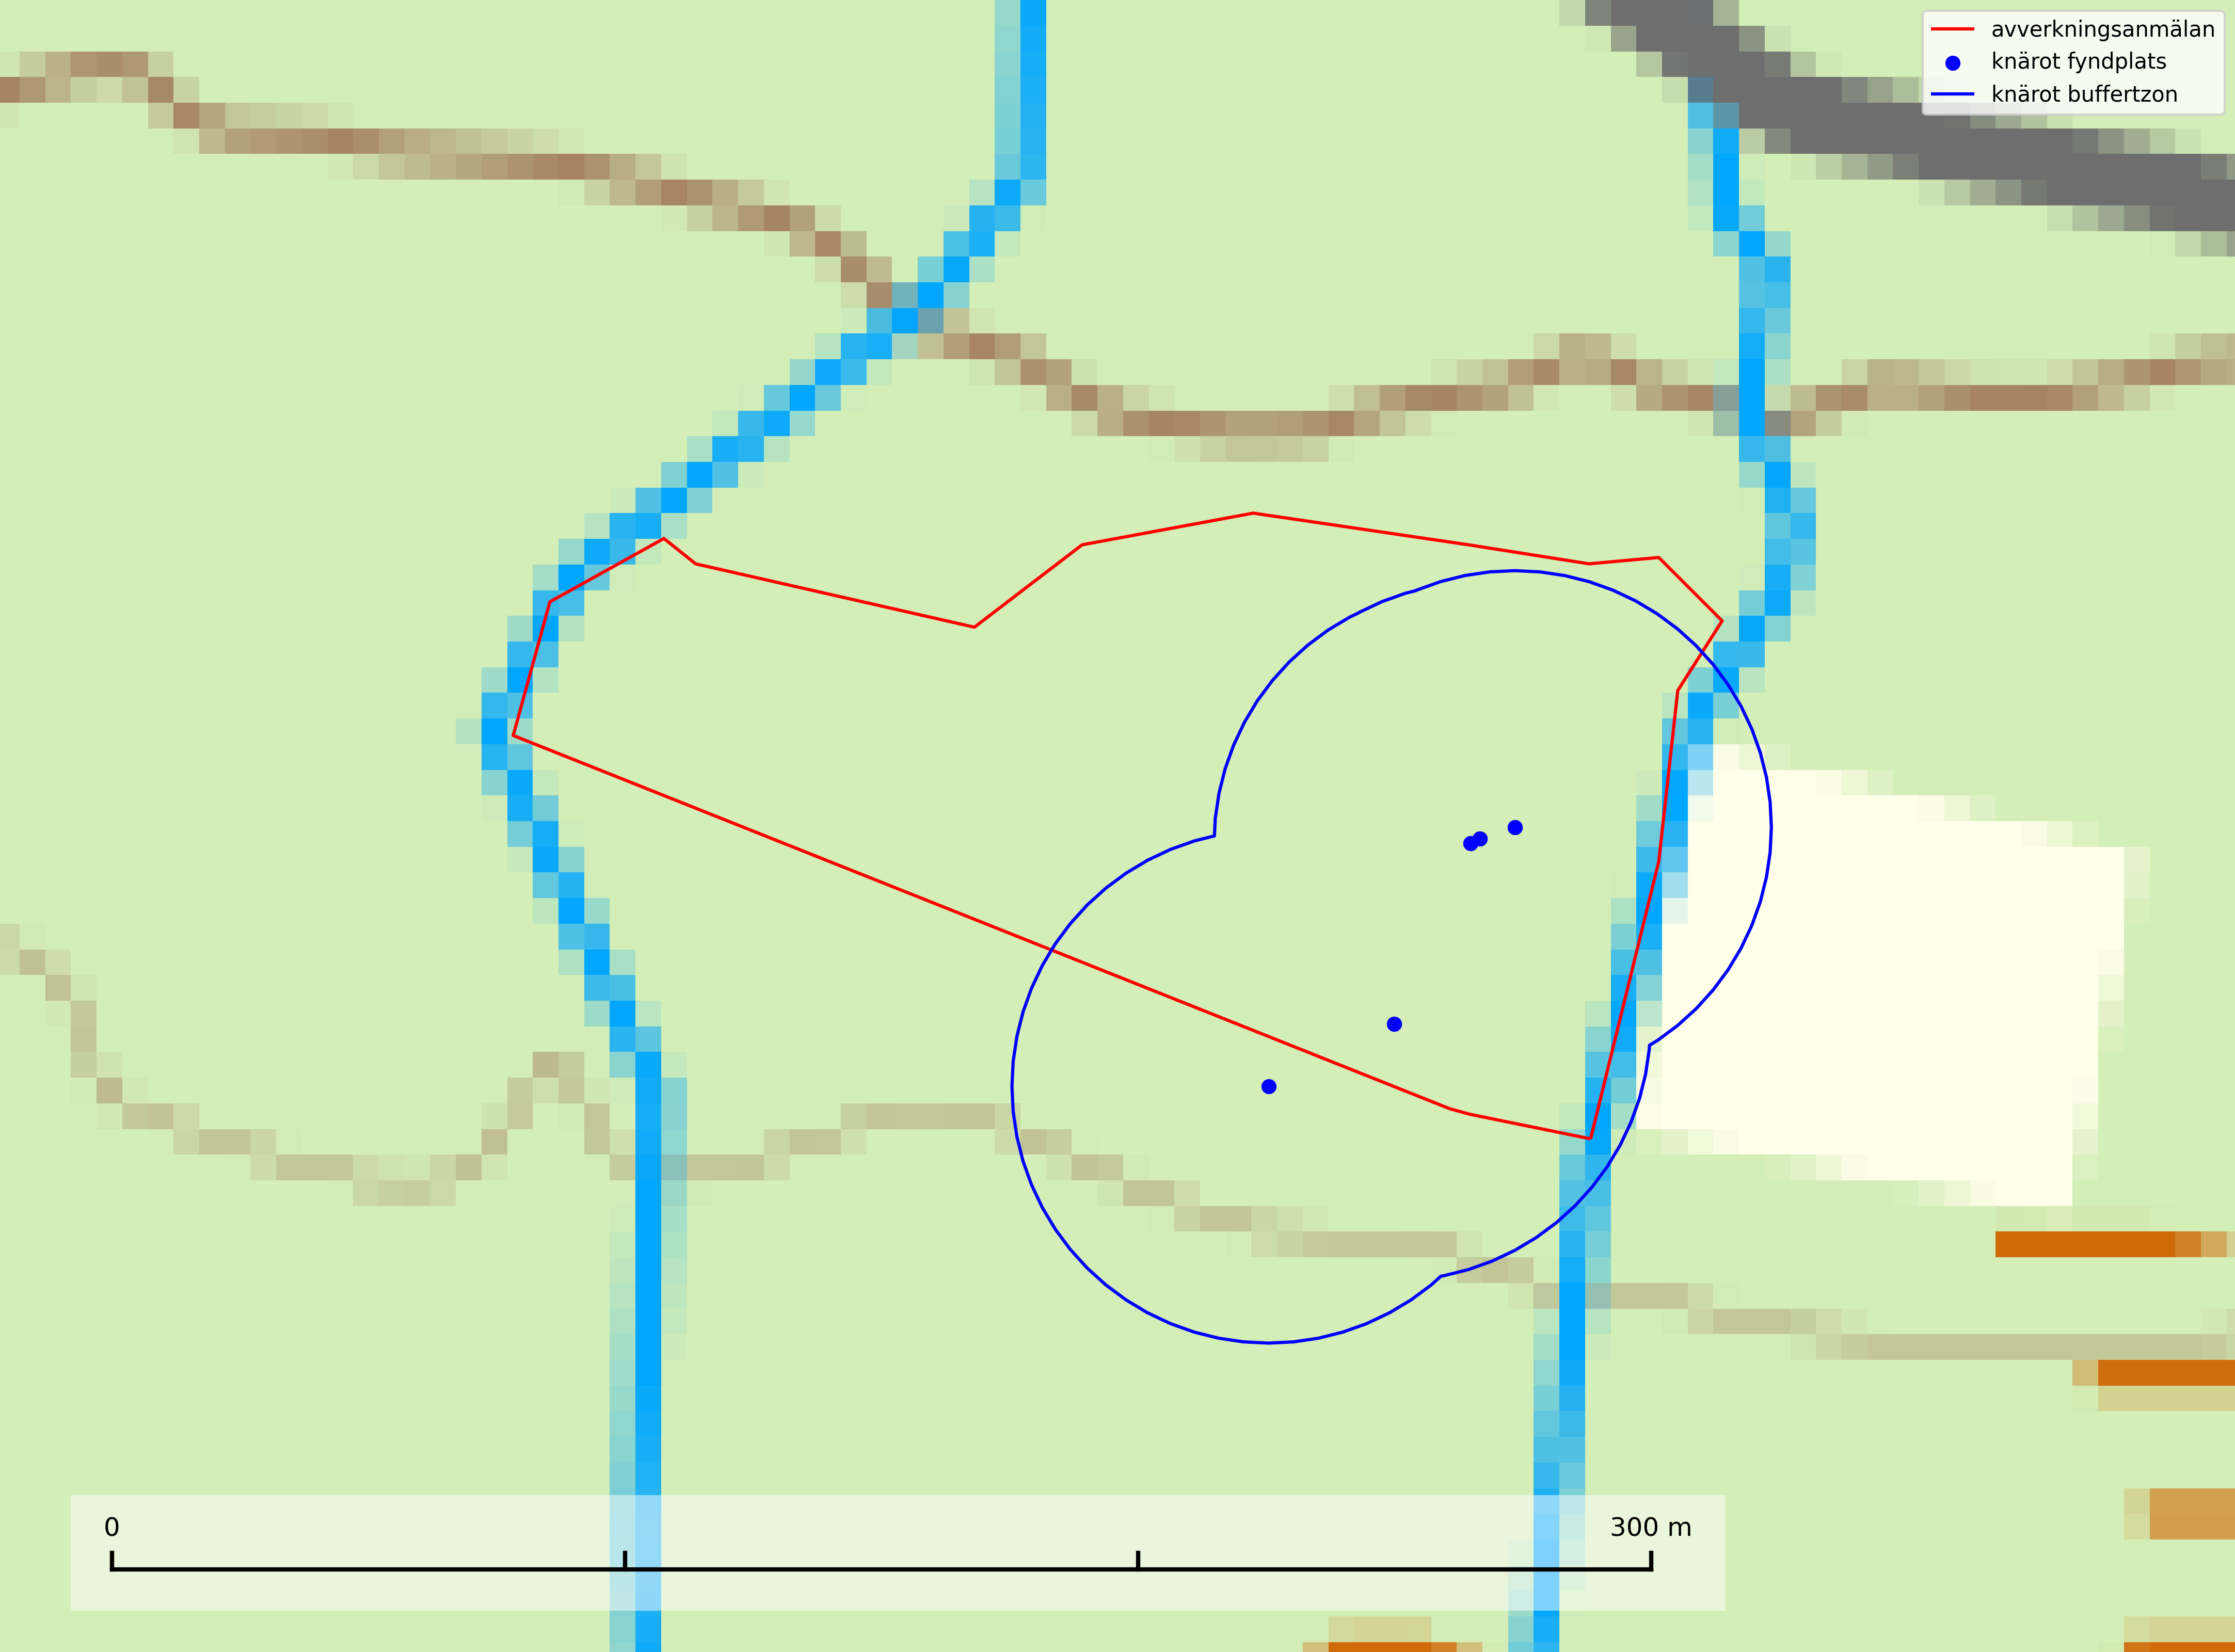 avverkningsanmälan
knärot fyndplats
knärot buffertzon
0
300 m